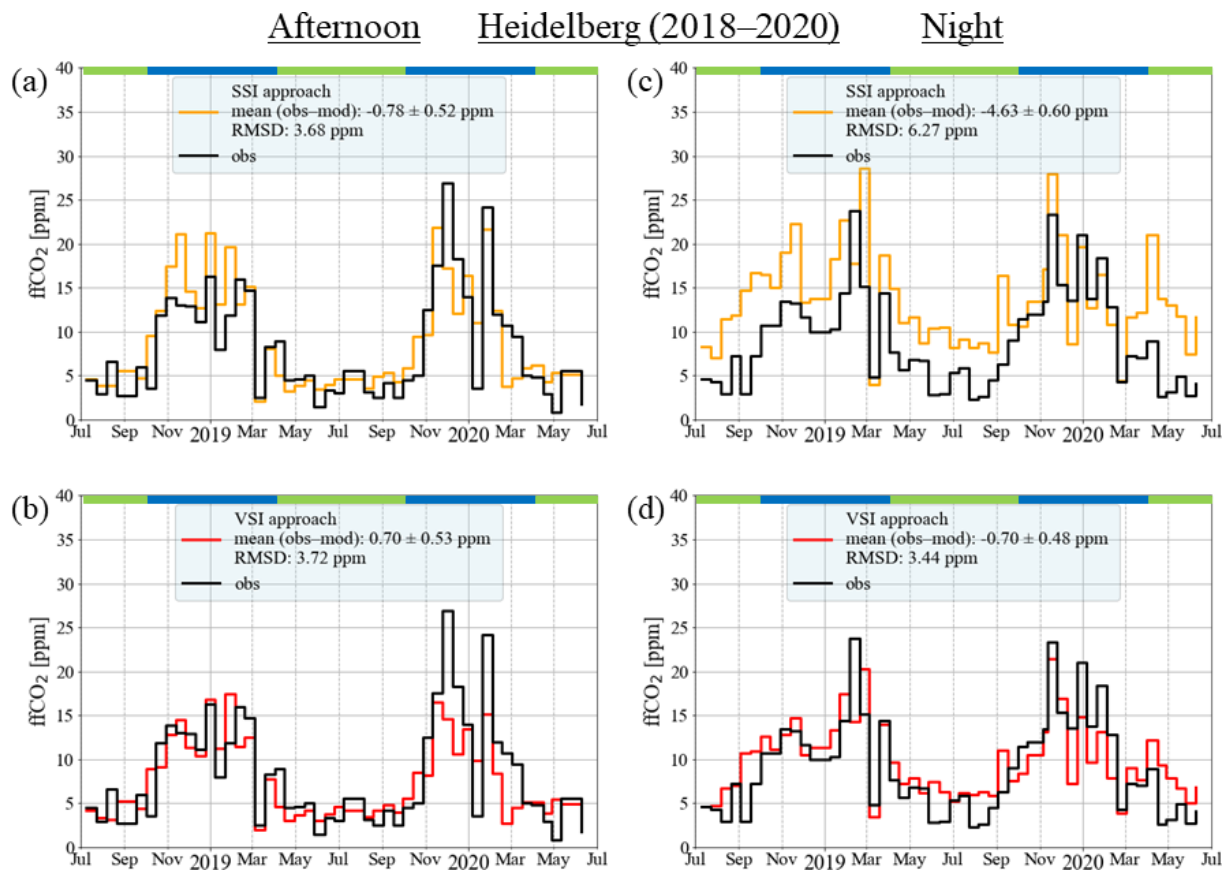 Afternoon Heidelberg (2018–2020) Night
(a)
40
35
30
25
20
15
10
5
0
ffCO₂ [ppm]
SSI approach
mean (obs–mod): -0.78 ± 0.52 ppm
RMSD: 3.68 ppm
obs
Jul Sep Nov 2019 Mar May Jul Sep Nov 2020 Mar May Jul
(c)
40
35
30
25
20
15
10
5
0
ffCO₂ [ppm]
SSI approach
mean (obs–mod): -4.63 ± 0.60 ppm
RMSD: 6.27 ppm
obs
Jul Sep Nov 2019 Mar May Jul Sep Nov 2020 Mar May Jul
(b)
40
35
30
25
20
15
10
5
0
ffCO₂ [ppm]
VSI approach
mean (obs–mod): 0.70 ± 0.53 ppm
RMSD: 3.72 ppm
obs
Jul Sep Nov 2019 Mar May Jul Sep Nov 2020 Mar May Jul
(d)
40
35
30
25
20
15
10
5
0
ffCO₂ [ppm]
VSI approach
mean (obs–mod): -0.70 ± 0.48 ppm
RMSD: 3.44 ppm
obs
Jul Sep Nov 2019 Mar May Jul Sep Nov 2020 Mar May Jul